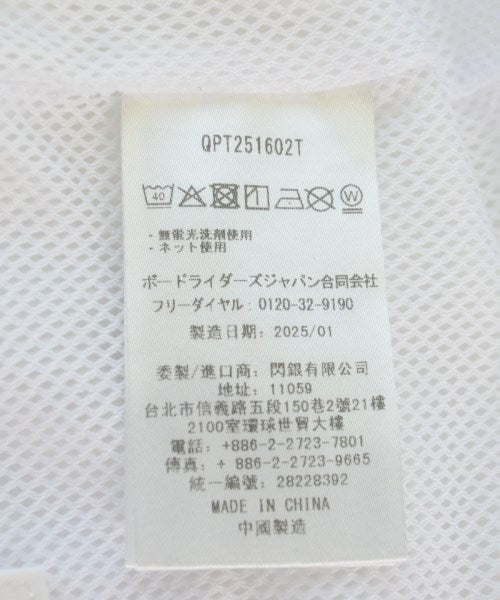 QPT251602T
40 W
・無蛍光洗剤使用
・ネット使用
ボードライダーズジャパン合同会社
フリーダイヤル：0120-32-9190
製造日期：2025/01
委製/進口商：閃銀有限公司
地址：11059
台北市信義路五段150巷2號21樓
2100室環球世貿大樓
電話：+886-2-2723-7801
傳真：+ 886-2-2723-9665
統一編號：28228392
MADE IN CHINA
中國製造